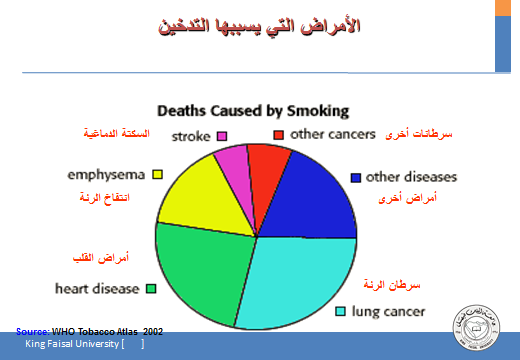 الأمراض التي يسببها التدخين
Deaths Caused by Smoking
السكتة الدماغية
stroke
other cancers
سرطانات أخرى
emphysema
انتفاخ الرئة
other diseases
أمراض أخرى
أمراض القلب
heart disease
سرطان الرئة
lung cancer
Source: WHO Tobacco Atlas 2002
King Faisal University [ ]